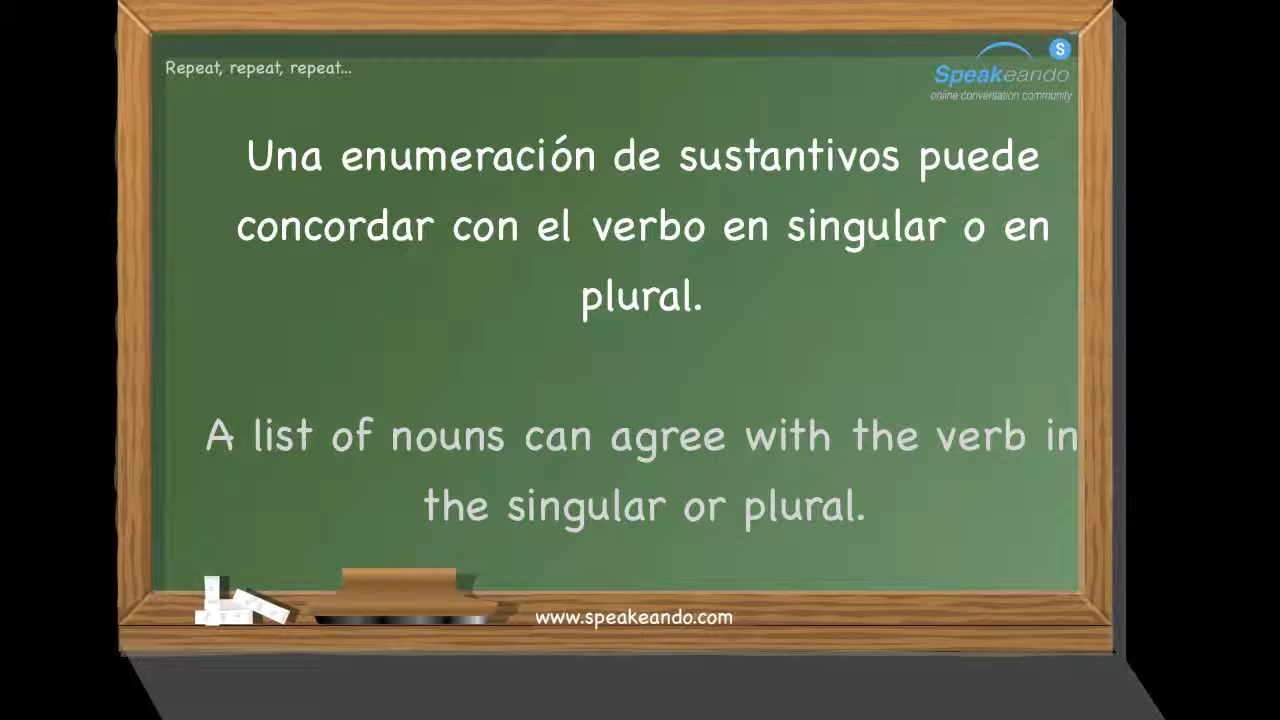 Repeat, repeat, repeat...
S
Speakeando
online conversation community
Una enumeración de sustantivos puede
concordar con el verbo en singular o en
plural.
A list of nouns can agree with the verb in
the singular or plural.
www.speakeando.com